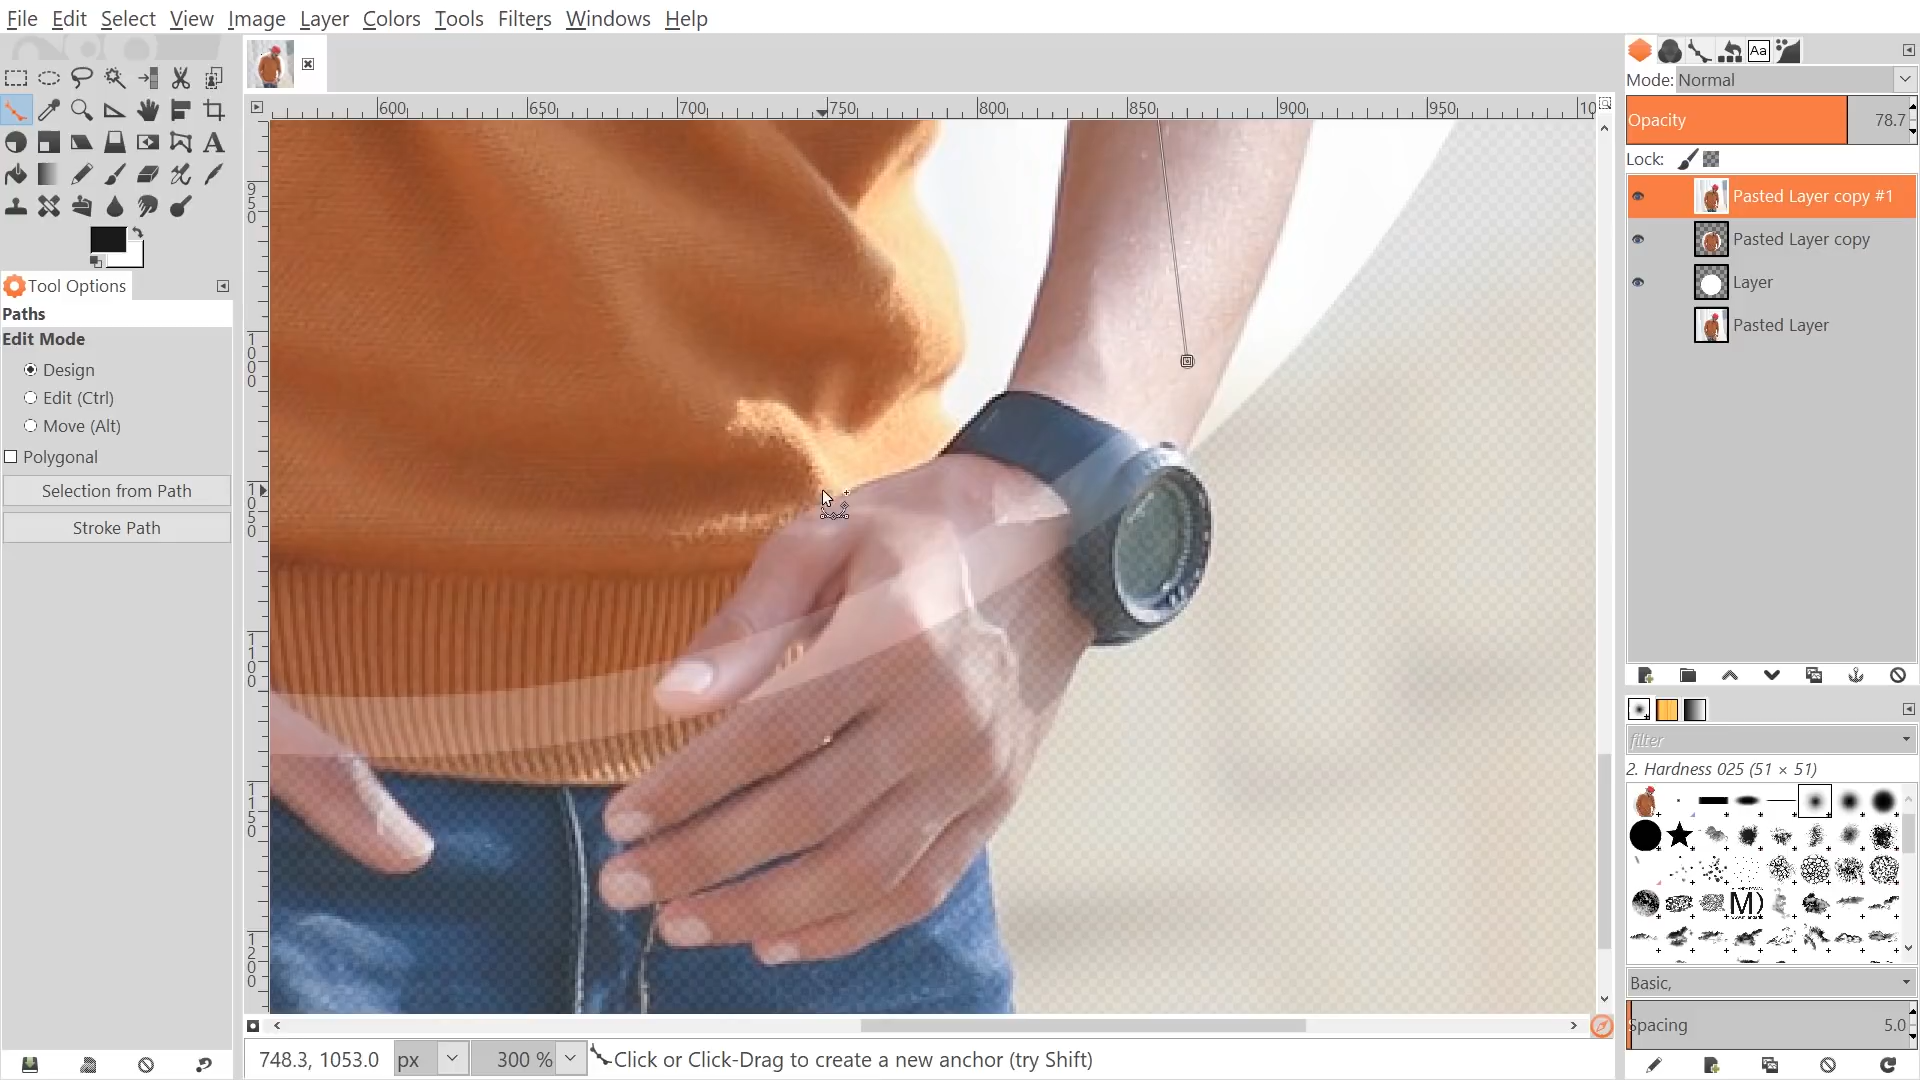 File Edit Select View Image Layer Colors Tools Filters Windows Help
Tool Options
Paths
Edit Mode
Design
Edit (Ctrl)
Move (Alt)
Polygonal
Selection from Path
Stroke Path
600 650 700 750 800 850 900 950 10
950
1000
1050
1100
1150
1200
748.3, 1053.0 px 300 % Click or Click-Drag to create a new anchor (try Shift)
Aa
Mode: Normal
Opacity 78.7
Lock:
Pasted Layer copy #1
Pasted Layer copy
Layer
Pasted Layer
filter
2. Hardness 025 (51 × 51)
M)
Basic,
Spacing 5.0